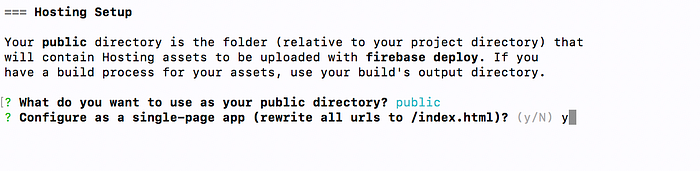 === Hosting Setup
Your public directory is the folder (relative to your project directory) that
will contain Hosting assets to be uploaded with firebase deploy. If you
have a build process for your assets, use your build's output directory.
[? What do you want to use as your public directory? public
? Configure as a single-page app (rewrite all urls to /index.html)? (y/N) y